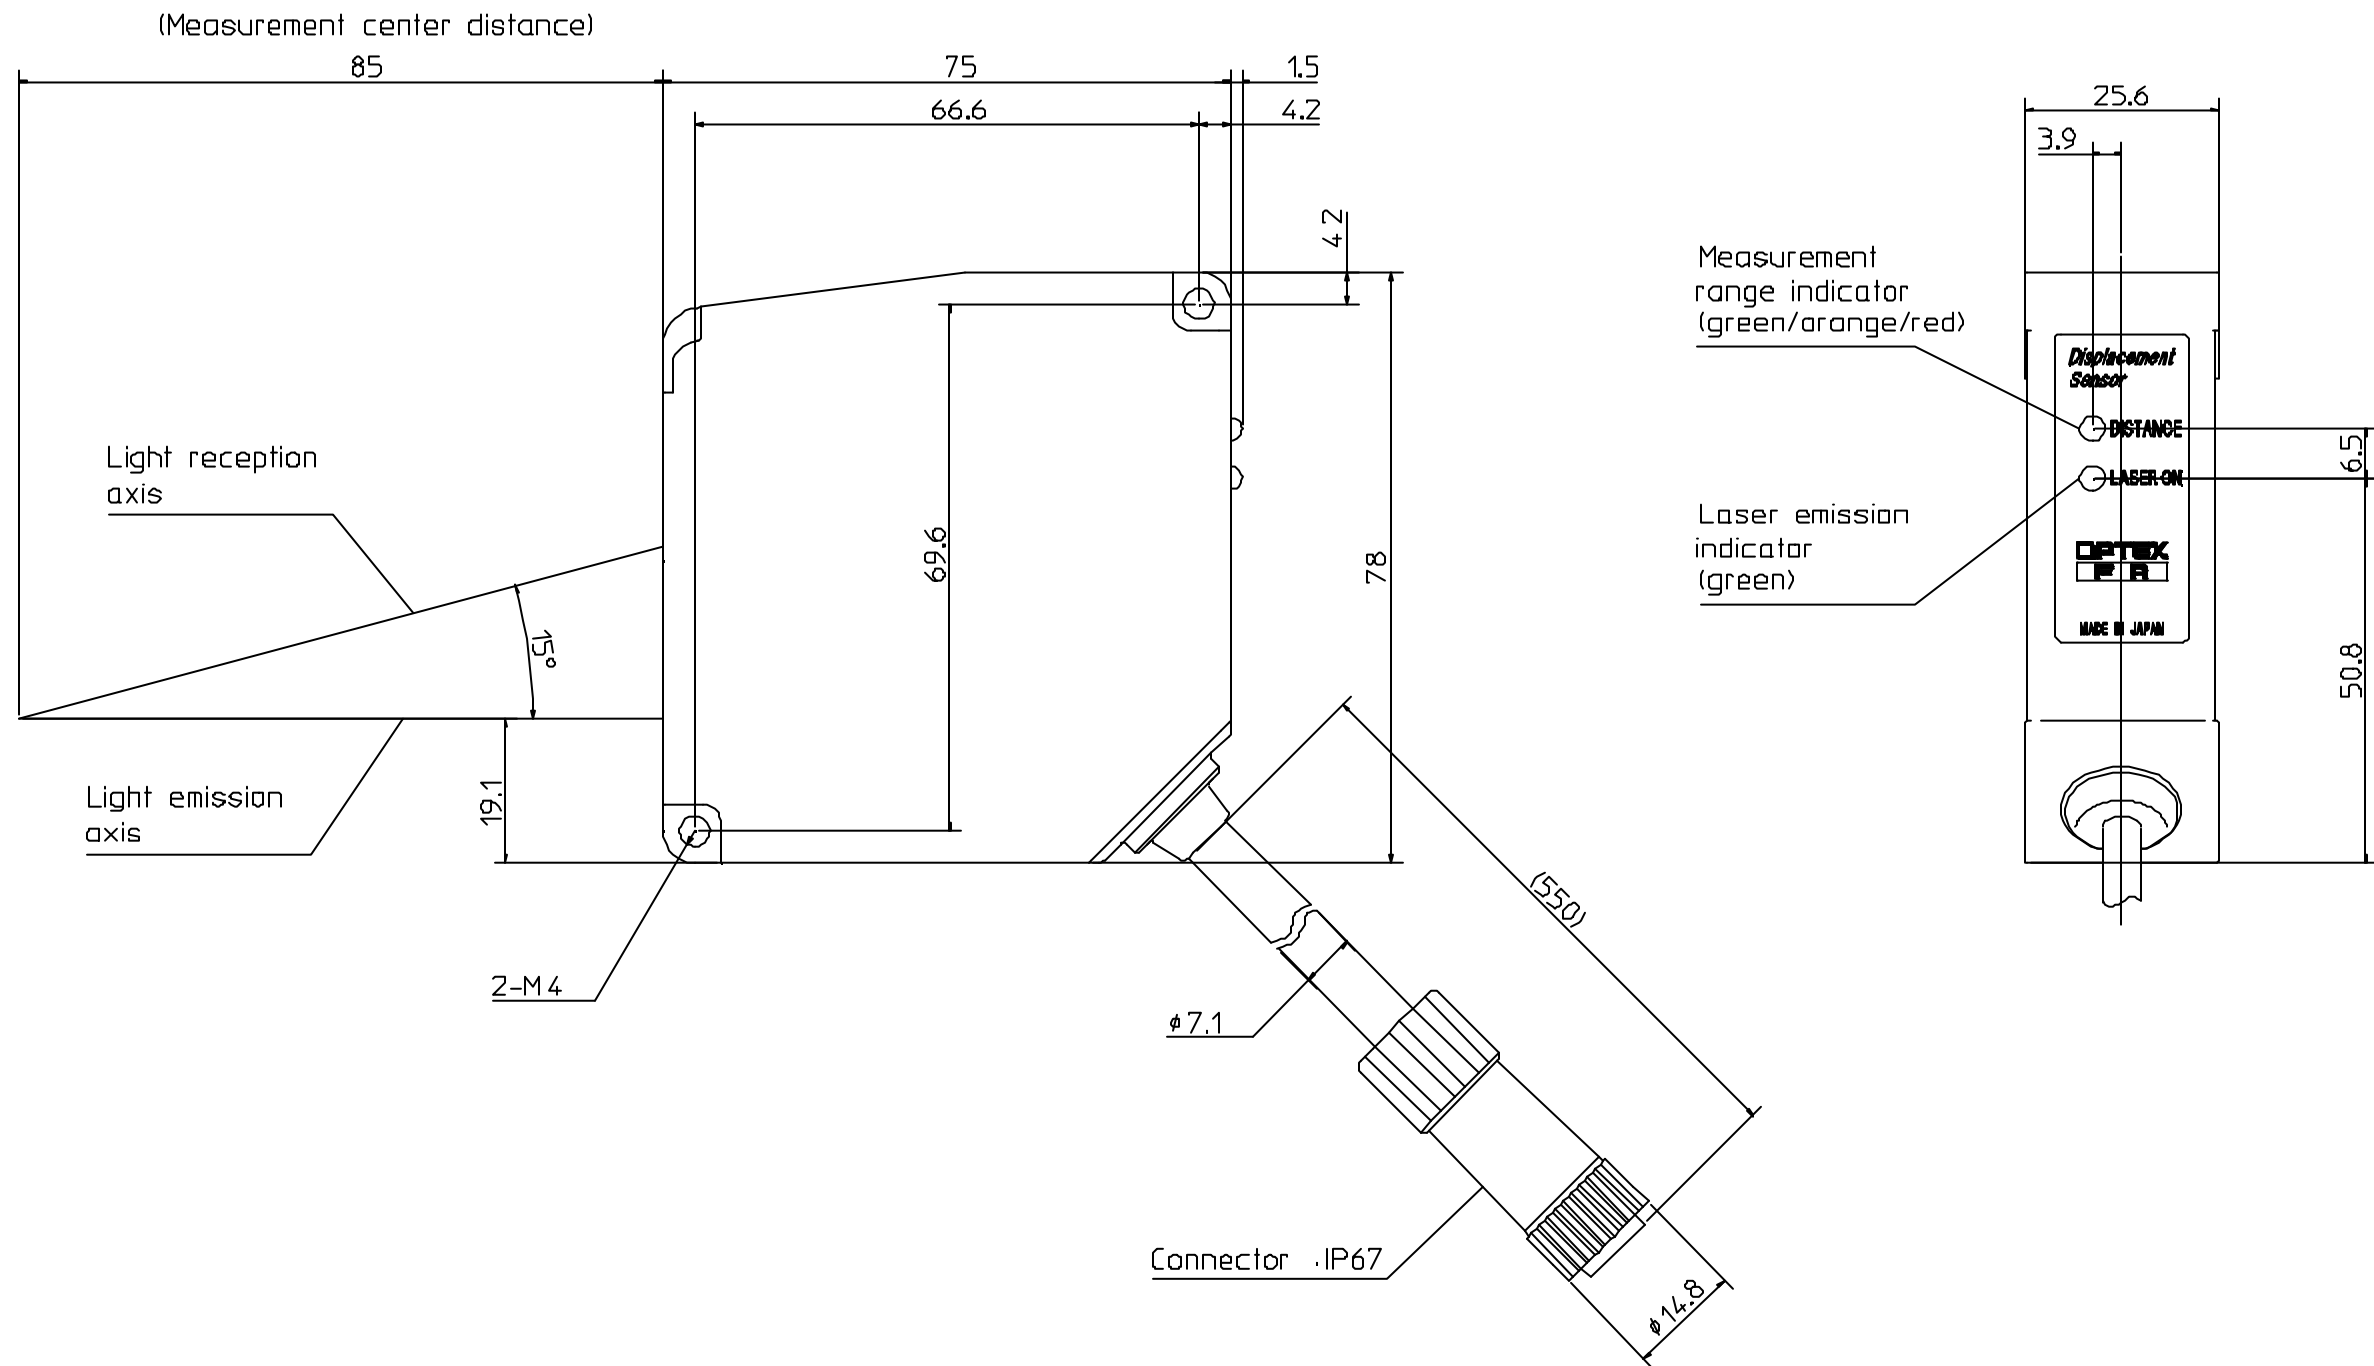 (Measurement center distance)
85
75
1.5
66.6
4.2
25.6
3.9
4.2
Measurement
range indicator
(green/orange/red)
Displacement
Sensor
DISTANCE
LASER ON
6.5
Light reception
axis
Laser emission
indicator
(green)
OPTEX
F R
MADE IN JAPAN
69.6
78
15°
50.8
19.1
Light emission
axis
(550)
2-M4
φ7.1
Connector :IP67
φ14.8